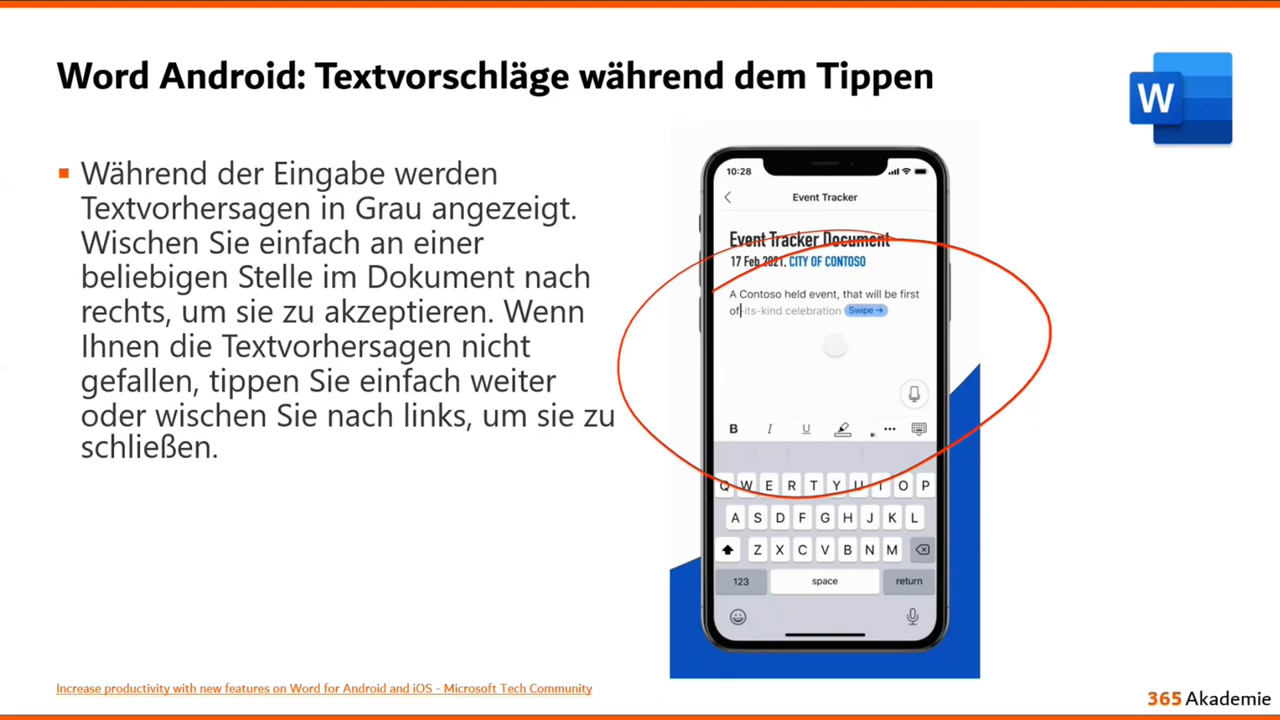 Word Android: Textvorschläge während dem Tippen
W
Während der Eingabe werden
Textvorhersagen in Grau angezeigt.
Wischen Sie einfach an einer
beliebigen Stelle im Dokument nach
rechts, um sie zu akzeptieren. Wenn
Ihnen die Textvorhersagen nicht
gefallen, tippen Sie einfach weiter
oder wischen Sie nach links, um sie zu
schließen.
10:28
Event Tracker
Event Tracker Document
17 Feb 2021, CITY OF CONTOSO
A Contoso held event, that will be first
of its-kind celebration Swipe →
B I U
Q W E R T Y U I O P
A S D F G H J K L
Z X C V B N M
123 space return
Increase productivity with new features on Word for Android and iOS - Microsoft Tech Community
365 Akademie